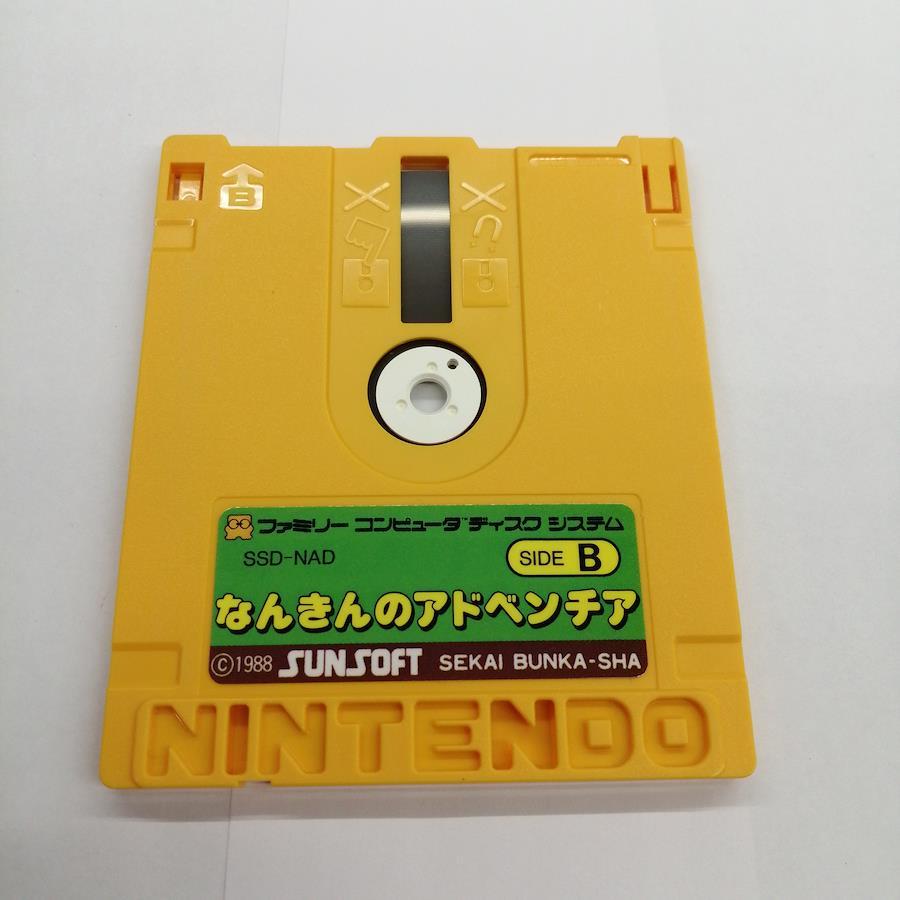 B
ファミリー コンピュータ™ ディスク システム
SSD-NAD
SIDE B
なんきんのアドベンチア
©1988 SUNSOFT SEKAI BUNKA-SHA
NINTENDO